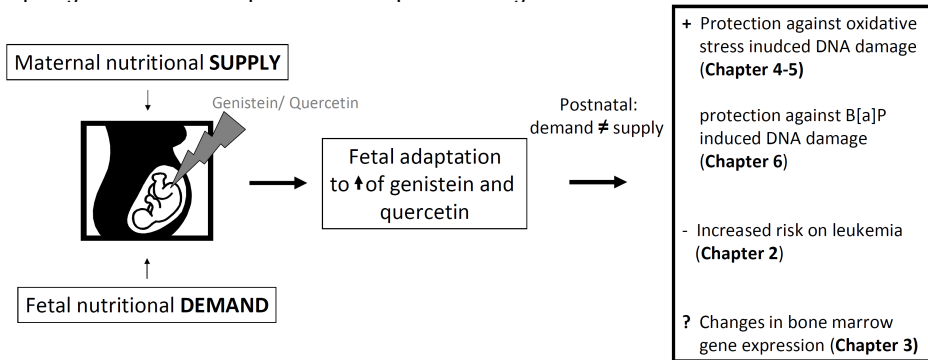 Maternal nutritional SUPPLY
Genistein/ Quercetin
Fetal nutritional DEMAND
Fetal adaptation
to ↑ of genistein and
quercetin
Postnatal:
demand ≠ supply
+ Protection against oxidative
stress inudced DNA damage
(Chapter 4-5)
protection against B[a]P
induced DNA damage
(Chapter 6)
- Increased risk on leukemia
(Chapter 2)
? Changes in bone marrow
gene expression (Chapter 3)